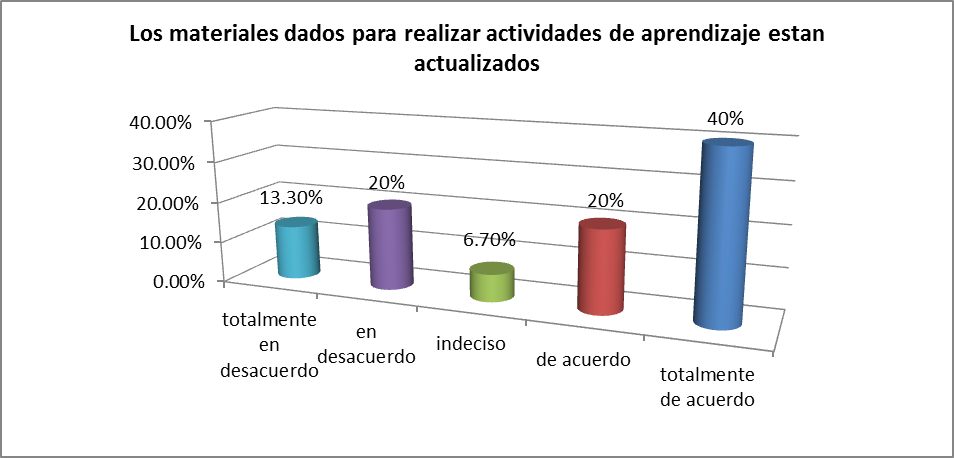 Los materiales dados para realizar actividades de aprendizaje estan
actualizados
40.00%
30.00%
20.00%
10.00%
0.00%
13.30%
20%
6.70%
20%
40%
totalmente
en
desacuerdo
en
desacuerdo
indeciso
de acuerdo
totalmente
de acuerdo